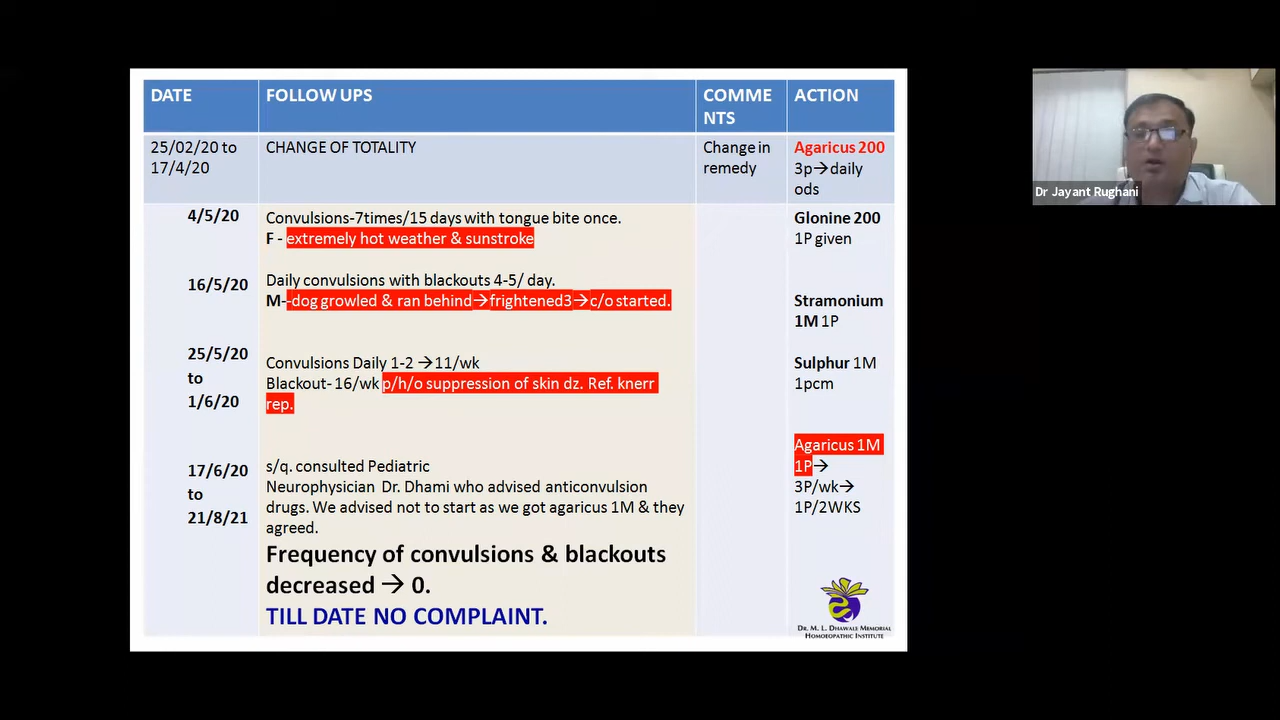 DATE
FOLLOW UPS
COMME
NTS
ACTION
25/02/20 to
17/4/20
CHANGE OF TOTALITY
Change in
remedy
Agaricus 200
3p→daily
ods
4/5/20
Convulsions-7times/15 days with tongue bite once.
F - extremely hot weather & sunstroke
Glonine 200
1P given
16/5/20
Daily convulsions with blackouts 4-5/ day.
M--dog growled & ran behind→frightened3→c/o started.
Stramonium
1M 1P
25/5/20
to
1/6/20
Convulsions Daily 1-2 →11/wk
Blackout- 16/wk p/h/o suppression of skin dz. Ref. knerr
rep.
Sulphur 1M
1pcm
17/6/20
to
21/8/21
s/q. consulted Pediatric
Neurophysician Dr. Dhami who advised anticonvulsion
drugs. We advised not to start as we got agaricus 1M & they
agreed.
Frequency of convulsions & blackouts
decreased → 0.
TILL DATE NO COMPLAINT.
Agaricus 1M
1P→
3P/wk→
1P/2WKS
Dr. M. L. Dhawale Memorial
Homoeopathic Institute
Dr Jayant Rughani